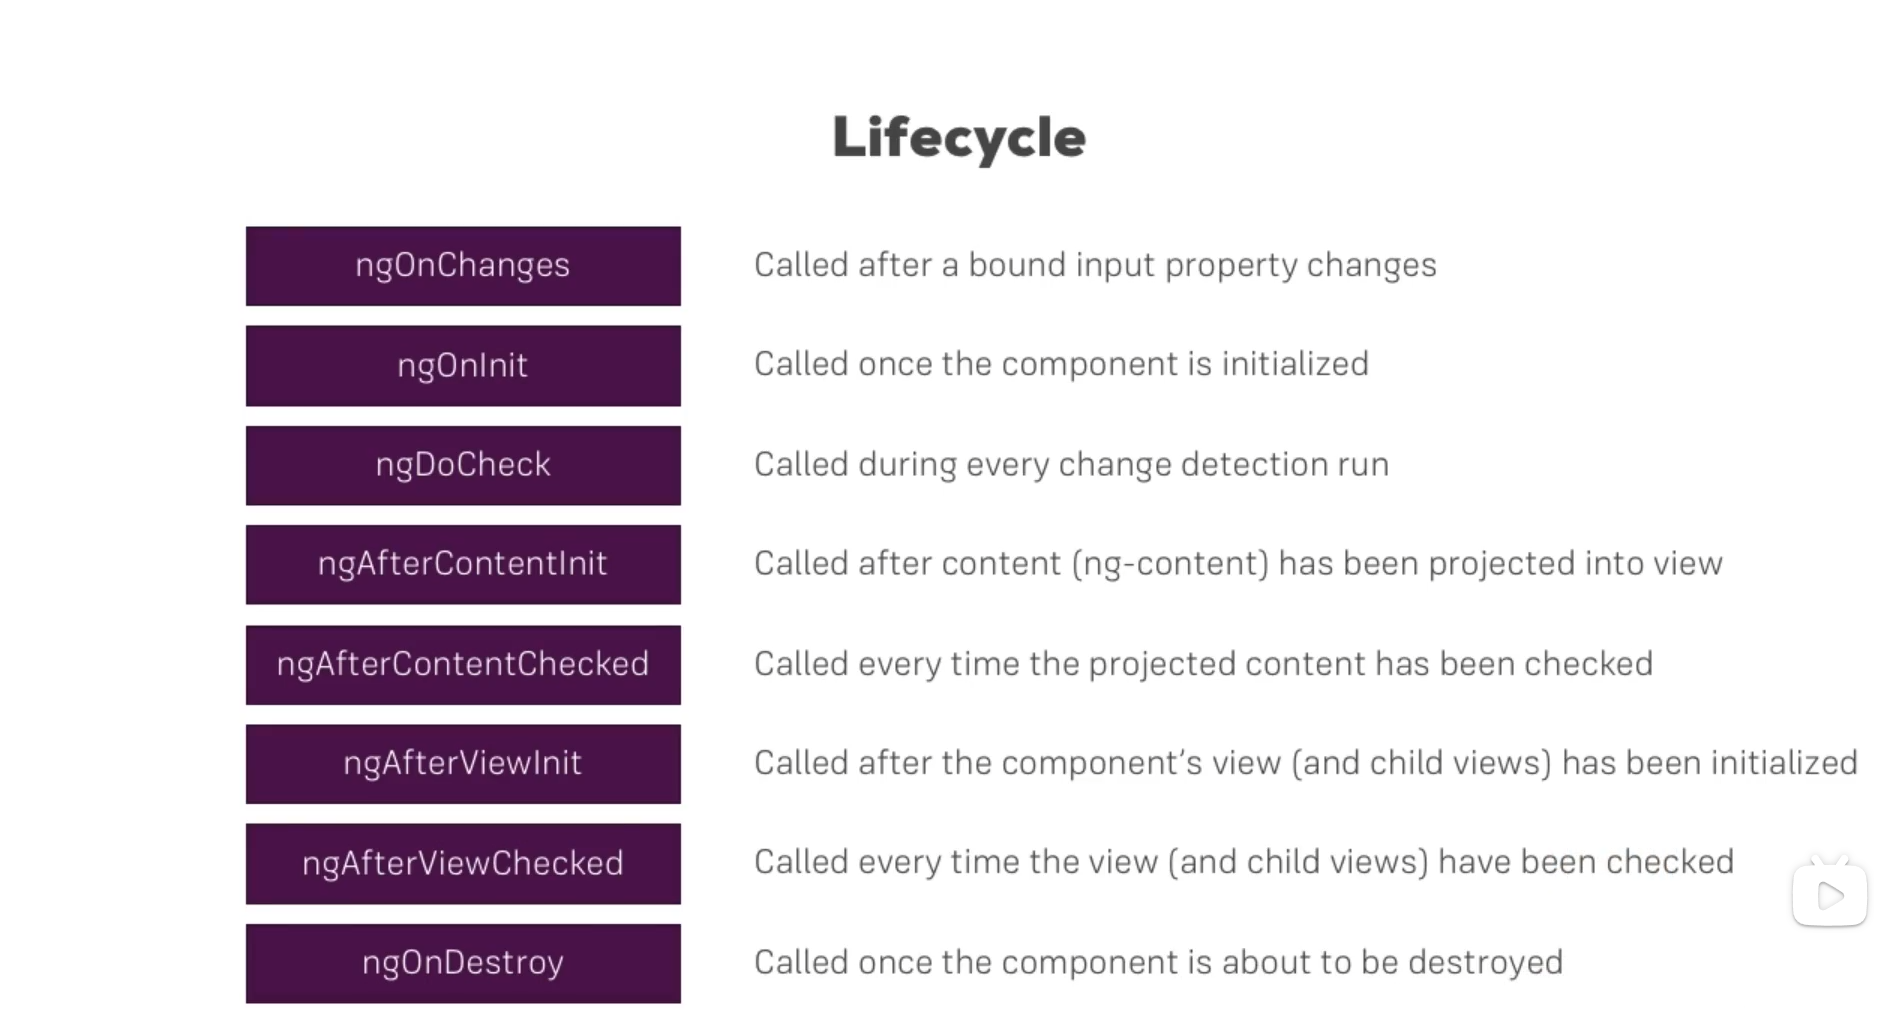 Lifecycle
ngOnChanges Called after a bound input property changes
ngOnInit Called once the component is initialized
ngDoCheck Called during every change detection run
ngAfterContentInit Called after content (ng-content) has been projected into view
ngAfterContentChecked Called every time the projected content has been checked
ngAfterViewInit Called after the component’s view (and child views) has been initialized
ngAfterViewChecked Called every time the view (and child views) have been checked
ngOnDestroy Called once the component is about to be destroyed